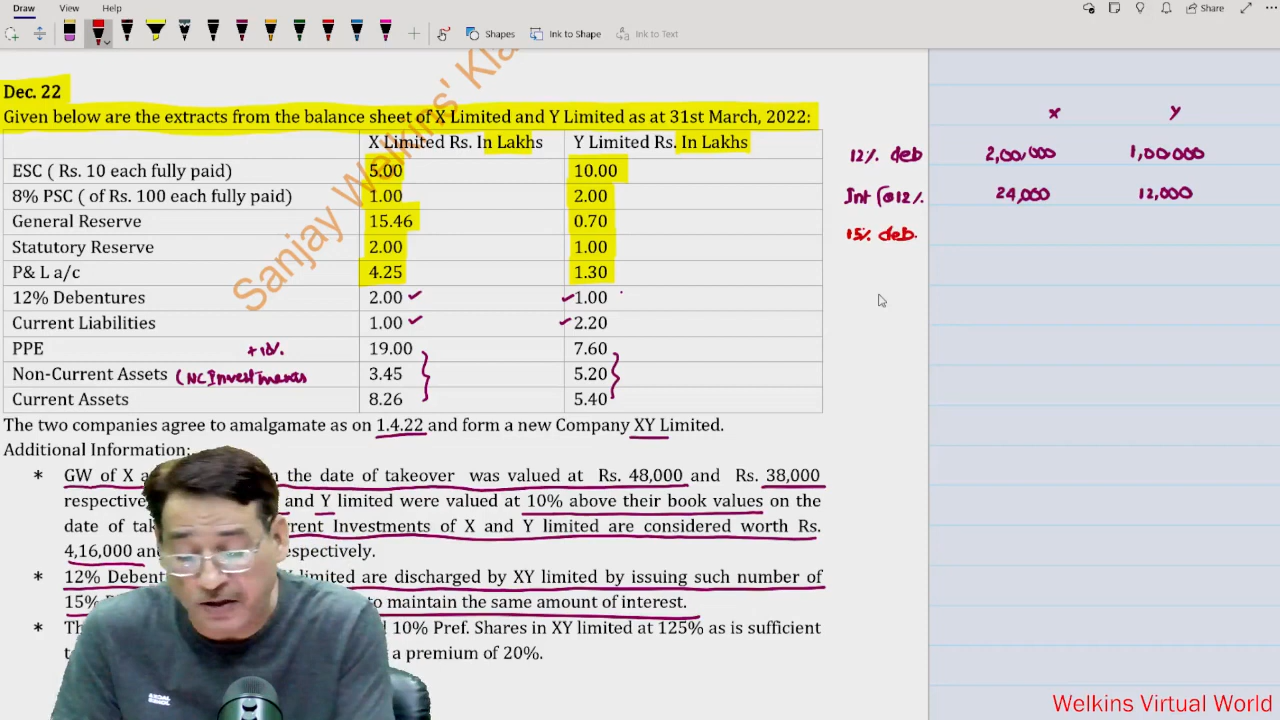 Draw View Help
Share
Shapes Ink to Shape Ink to Text
Dec. 22
Given below are the extracts from the balance sheet of X Limited and Y Limited as at 31st March, 2022:
X Limited Rs. In Lakhs Y Limited Rs. In Lakhs
ESC ( Rs. 10 each fully paid) 5.00 10.00
8% PSC ( of Rs. 100 each fully paid) 1.00 2.00
General Reserve 15.46 0.70
Statutory Reserve 2.00 1.00
P& L a/c 4.25 1.30
12% Debentures 2.00 1.00
Current Liabilities 1.00 2.20
PPE +10% 19.00 7.60
Non-Current Assets (NC Investments 3.45 5.20
Current Assets 8.26 5.40
The two companies agree to amalgamate as on 1.4.22 and form a new Company XY Limited.
Additional Information:
* GW of X a the date of takeover was valued at Rs. 48,000 and Rs. 38,000
respective and Y limited were valued at 10% above their book values on the
date of tak rrent Investments of X and Y limited are considered worth Rs.
4,16,000 an espectively.
* 12% Debent limited are discharged by XY limited by issuing such number of
15% to maintain the same amount of interest.
* Th 10% Pref. Shares in XY limited at 125% as is sufficient
a premium of 20%.
Sanjay Welkins' Kla
X Y
12% deb 2,00,000 1,00,000
Int @12% 24,000 12,000
15% deb.
Welkins Virtual World